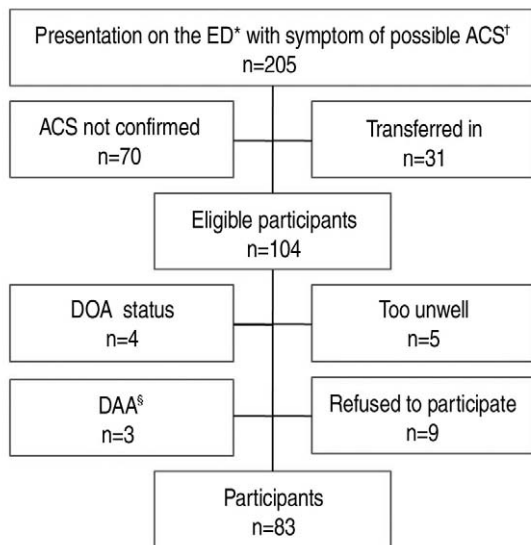 Presentation on the ED* with symptom of possible ACS†
n=205
ACS not confirmed
n=70
Transferred in
n=31
Eligible participants
n=104
DOA status
n=4
Too unwell
n=5
DAA§
n=3
Refused to participate
n=9
Participants
n=83